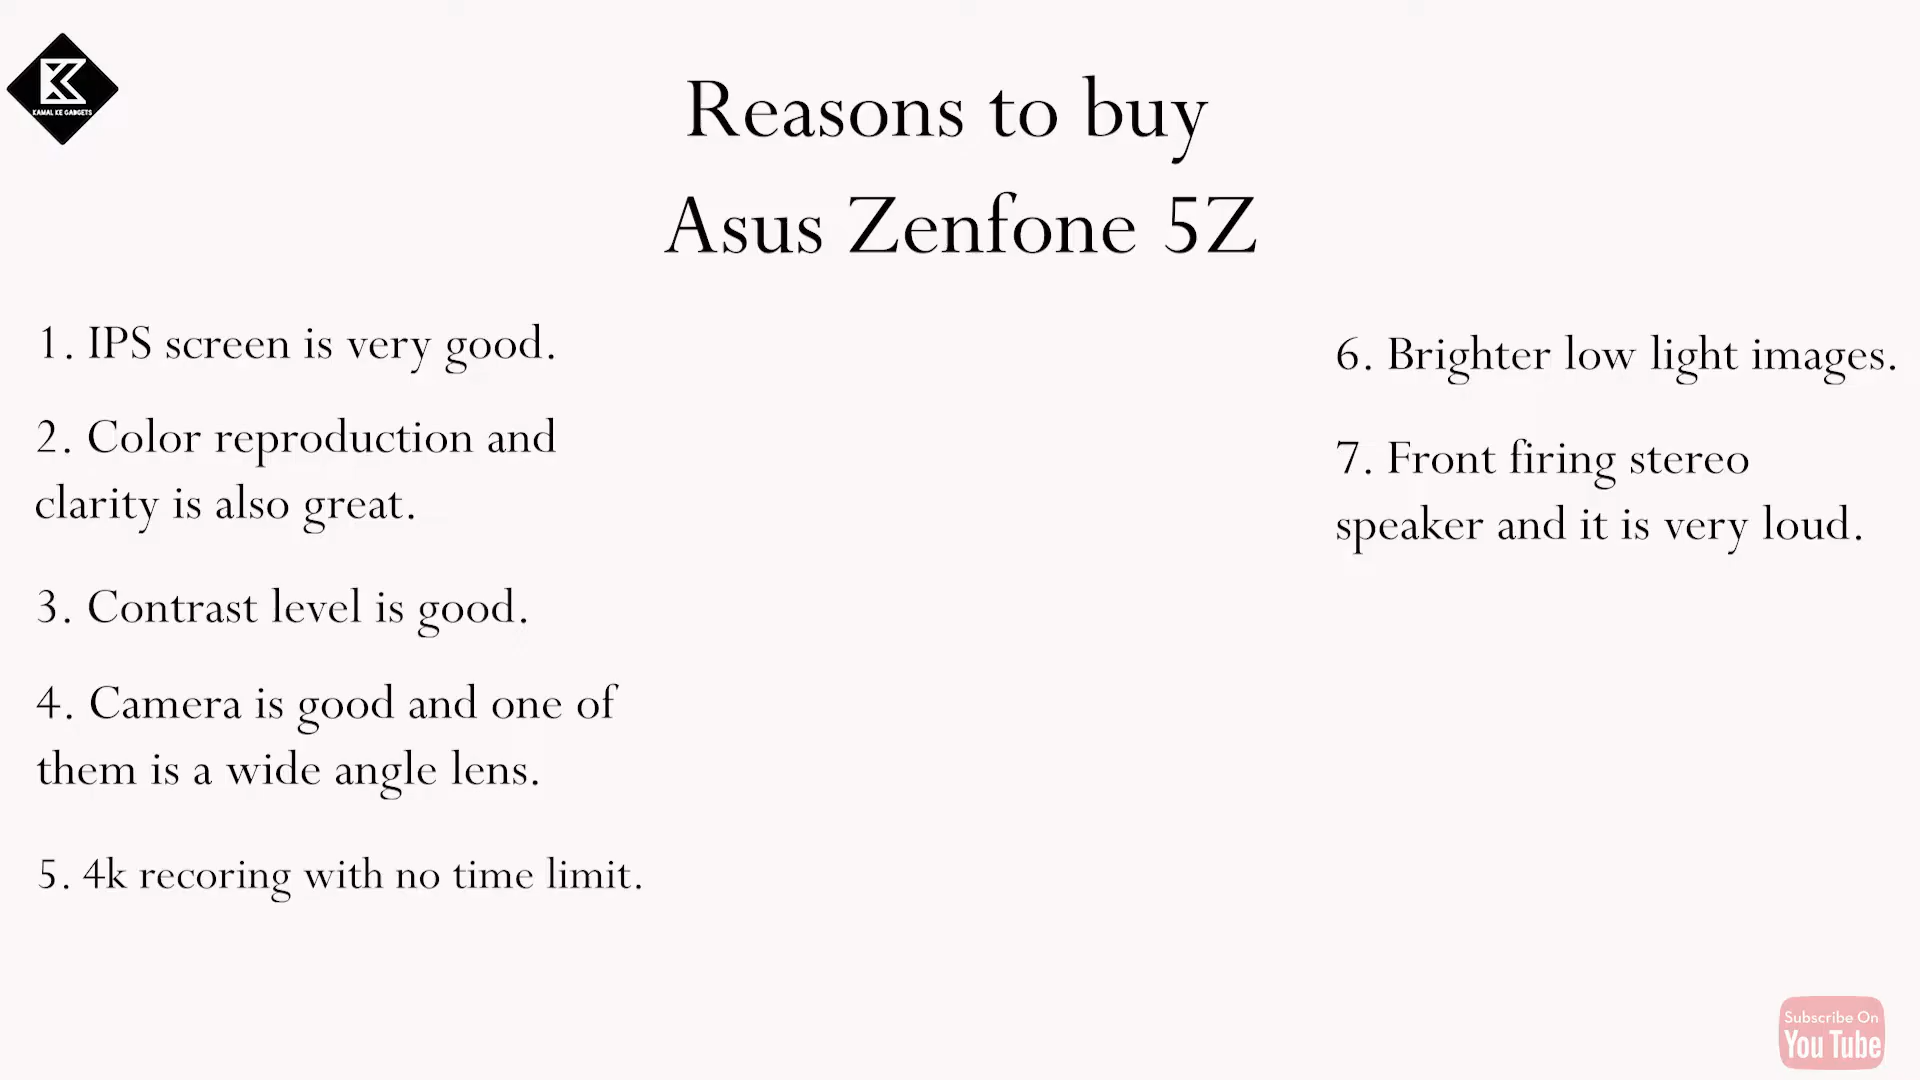 KAMAL KE GADGETS
Reasons to buy
Asus Zenfone 5Z
1. IPS screen is very good.
2. Color reproduction and
clarity is also great.
3. Contrast level is good.
4. Camera is good and one of
them is a wide angle lens.
5. 4k recoring with no time limit.
6. Brighter low light images.
7. Front firing stereo
speaker and it is very loud.
Subscribe On
You Tube